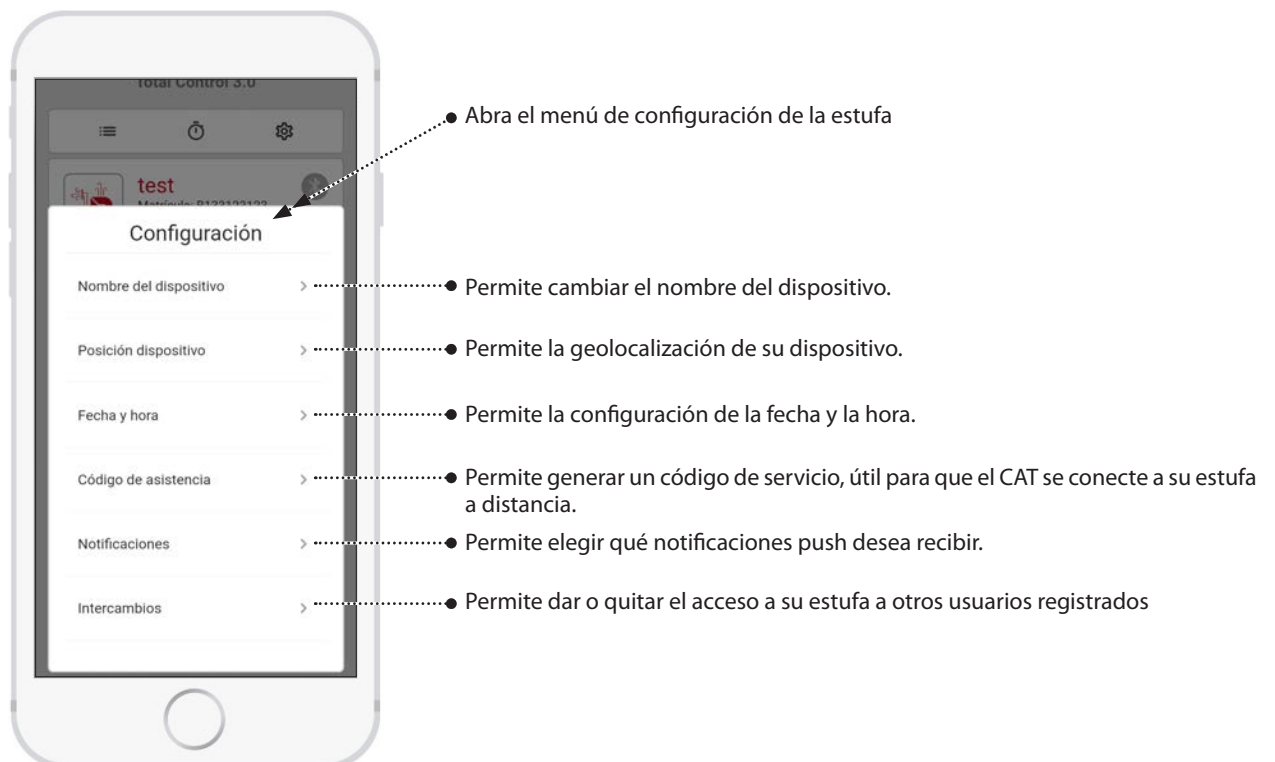 Total Control 3.0
Abra el menú de configuración de la estufa
test
Matrícula: B133123123
Configuración
Nombre del dispositivo
Permite cambiar el nombre del dispositivo.
Posición dispositivo
Permite la geolocalización de su dispositivo.
Fecha y hora
Permite la configuración de la fecha y la hora.
Código de asistencia
Permite generar un código de servicio, útil para que el CAT se conecte a su estufa
a distancia.
Notificaciones
Permite elegir qué notificaciones push desea recibir.
Intercambios
Permite dar o quitar el acceso a su estufa a otros usuarios registrados